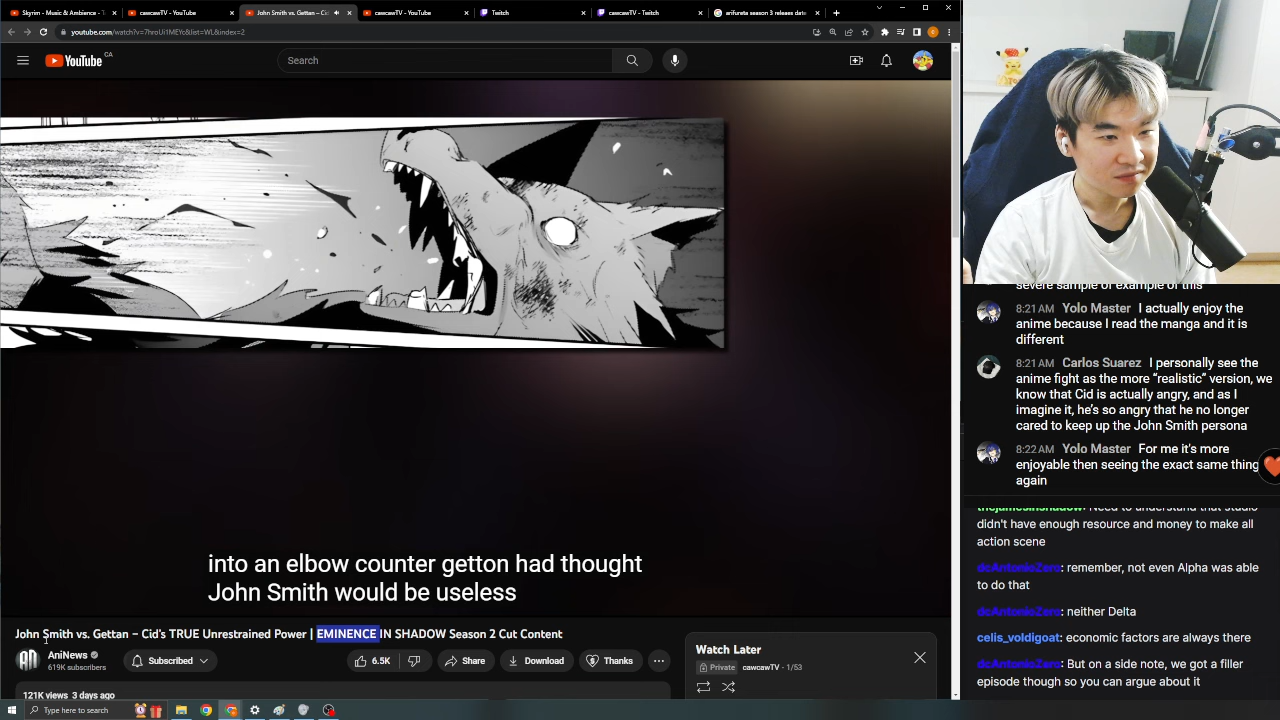 Skyrim - Music & Ambience - 
cawcawTV - YouTube
John Smith vs. Gettan – Cid
cawcawTV - YouTube
Twitch
cawcawTV - Twitch
arifureta season 3 releaes date
youtube.com/watch?v=7hroUi1MEYc&list=WL&index=2
YouTube CA
Search
into an elbow counter getton had thought
John Smith would be useless
John Smith vs. Gettan – Cid's TRUE Unrestrained Power | EMINENCE IN SHADOW Season 2 Cut Content
AniNews
619K subscribers
Subscribed
6.5K
Share
Download
Thanks
121K views 3 days ago
Watch Later
Private cawcawTV - 1/53
Type here to search
severe sample or example of this
8:21 AM Yolo Master I actually enjoy the
anime because I read the manga and it is
different
8:21 AM Carlos Suarez I personally see the
anime fight as the more “realistic” version, we
know that Cid is actually angry, and as I
imagine it, he's so angry that he no longer
cared to keep up the John Smith persona
8:22 AM Yolo Master For me it's more
enjoyable then seeing the exact same thing
again
thejamesinshadow: Need to understand that studio
didn't have enough resource and money to make all
action scene
dcAntonioZero: remember, not even Alpha was able
to do that
dcAntonioZero: neither Delta
celis_voldigoat: economic factors are always there
dcAntonioZero: But on a side note, we got a filler
episode though so you can argue about it